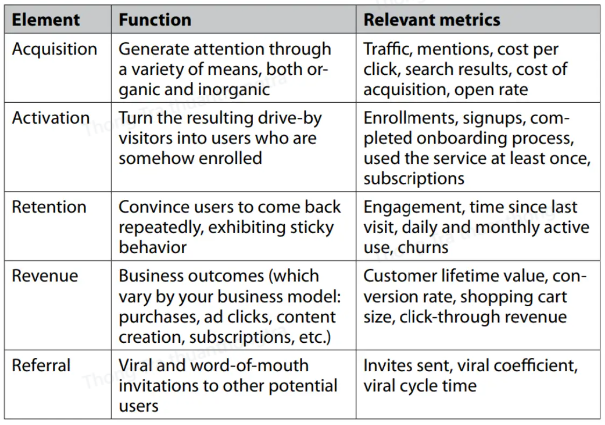 Element Function Relevant metrics
Acquisition Generate attention through Traffic, mentions, cost per
a variety of means, both or- click, search results, cost of
ganic and inorganic acquisition, open rate
Activation Turn the resulting drive-by Enrollments, signups, com-
visitors into users who are pleted onboarding process,
somehow enrolled used the service at least once,
subscriptions
Retention Convince users to come back Engagement, time since last
repeatedly, exhibiting sticky visit, daily and monthly active
behavior use, churns
Revenue Business outcomes (which Customer lifetime value, con-
vary by your business model: version rate, shopping cart
purchases, ad clicks, content size, click-through revenue
creation, subscriptions, etc.)
Referral Viral and word-of-mouth Invites sent, viral coefficient,
invitations to other potential viral cycle time
users